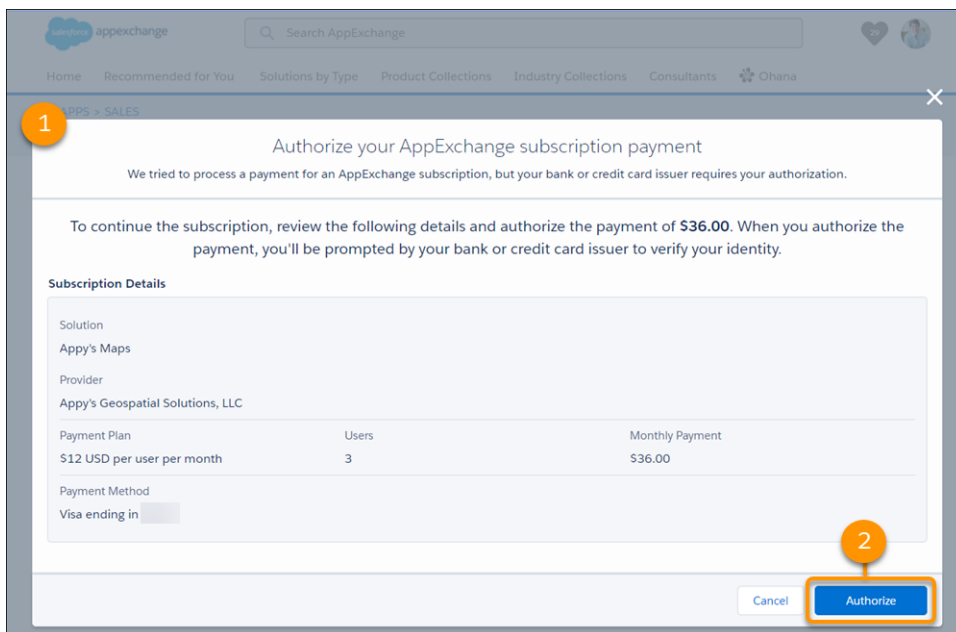 salesforce appexchange Search AppExchange 29
Home Recommended for You Solutions by Type Product Collections Industry Collections Consultants Ohana
APPS > SALES
1
Authorize your AppExchange subscription payment
We tried to process a payment for an AppExchange subscription, but your bank or credit card issuer requires your authorization.
To continue the subscription, review the following details and authorize the payment of $36.00. When you authorize the
payment, you'll be prompted by your bank or credit card issuer to verify your identity.
Subscription Details
Solution
Appy's Maps
Provider
Appy's Geospatial Solutions, LLC
Payment Plan Users Monthly Payment
$12 USD per user per month 3 $36.00
Payment Method
Visa ending in
2
Cancel Authorize